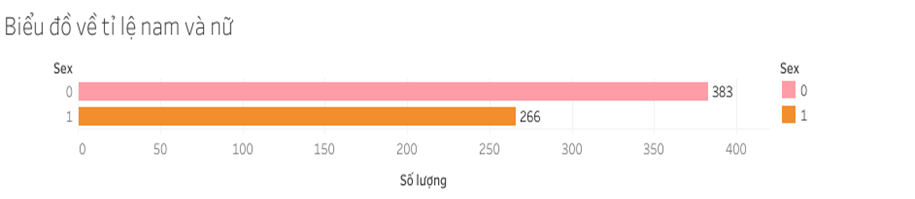 Biểu đồ về tỉ lệ nam và nữ
Sex
0 383
1 266
0 50 100 150 200 250 300 350 400
Số lượng
Sex
0
1